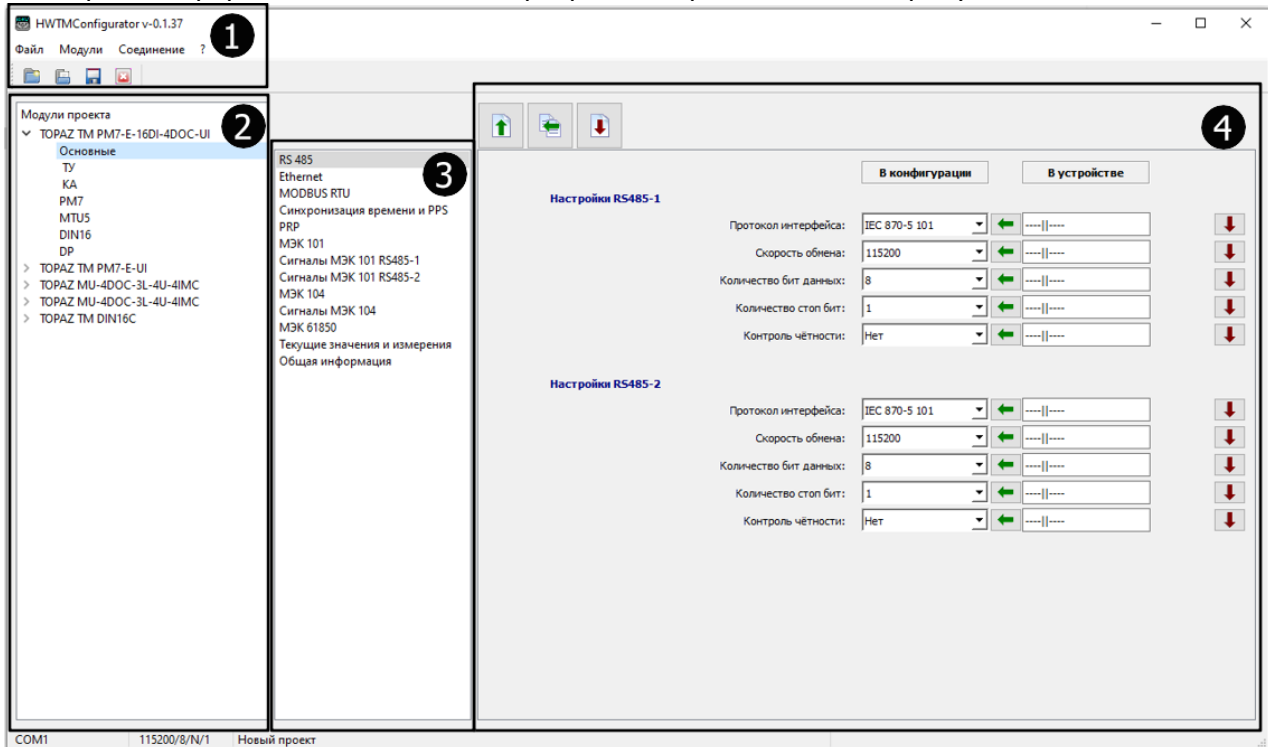 HWTMConfigurator v-0.1.37
Файл Модули Соединение ?
1
Модули проекта
TOPAZ TM PM7-E-16DI-4DOC-UI
Основные
ТУ
КА
PM7
MTU5
DIN16
DP
TOPAZ TM PM7-E-UI
TOPAZ MU-4DOC-3L-4U-4IMC
TOPAZ MU-4DOC-3L-4U-4IMC
TOPAZ TM DIN16C
2
RS 485
Ethernet
MODBUS RTU
Синхронизация времени и PPS
PRP
МЭК 101
Сигналы МЭК 101 RS485-1
Сигналы МЭК 101 RS485-2
МЭК 104
Сигналы МЭК 104
МЭК 61850
Текущие значения и измерения
Общая информация
3
4
В конфигурации В устройстве
Настройки RS485-1
Протокол интерфейса: IEC 870-5 101 ----||----
Скорость обмена: 115200 ----||----
Количество бит данных: 8 ----||----
Количество стоп бит: 1 ----||----
Контроль чётности: Нет ----||----
Настройки RS485-2
Протокол интерфейса: IEC 870-5 101 ----||----
Скорость обмена: 115200 ----||----
Количество бит данных: 8 ----||----
Количество стоп бит: 1 ----||----
Контроль чётности: Нет ----||----
COM1 115200/8/N/1 Новый проект